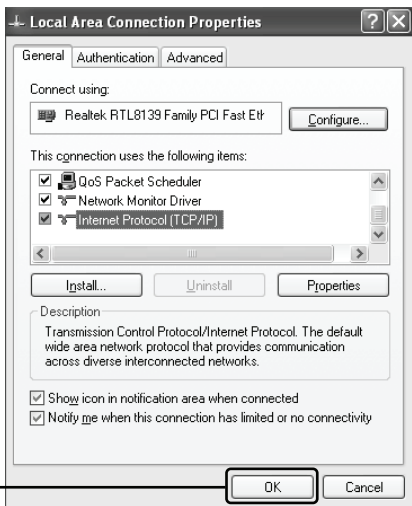 Local Area Connection Properties
General Authentication Advanced
Connect using:
Realtek RTL8139 Family PCI Fast Eth Configure...
This connection uses the following items:
QoS Packet Scheduler
Network Monitor Driver
Internet Protocol (TCP/IP)
Install... Uninstall Properties
Description
Transmission Control Protocol/Internet Protocol. The default
wide area network protocol that provides communication
across diverse interconnected networks.
Show icon in notification area when connected
Notify me when this connection has limited or no connectivity
OK Cancel